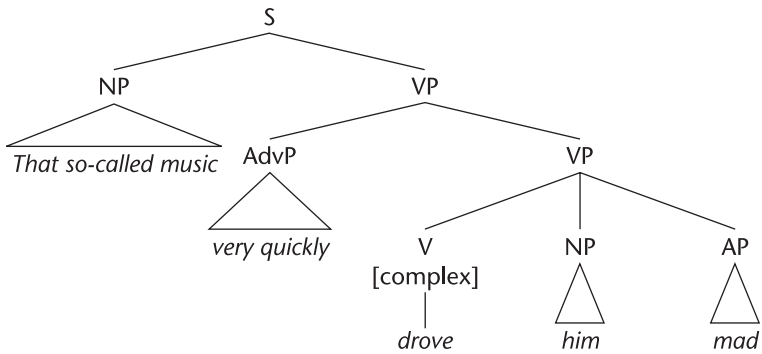 S
NP VP
That so-called music AdvP VP
very quickly V NP AP
[complex]
drove him mad